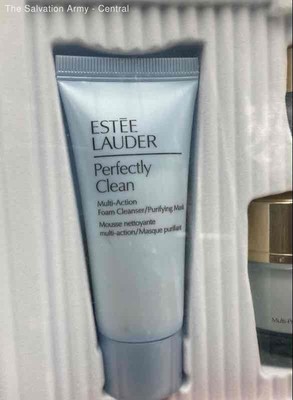 The Salvation Army - Central
ESTĒE
LAUDER
Perfectly
Clean
Multi-Action
Foam Cleanser/Purifying Mask
Mousse nettoyante
multi-action/Masque purifiant
Multi-P